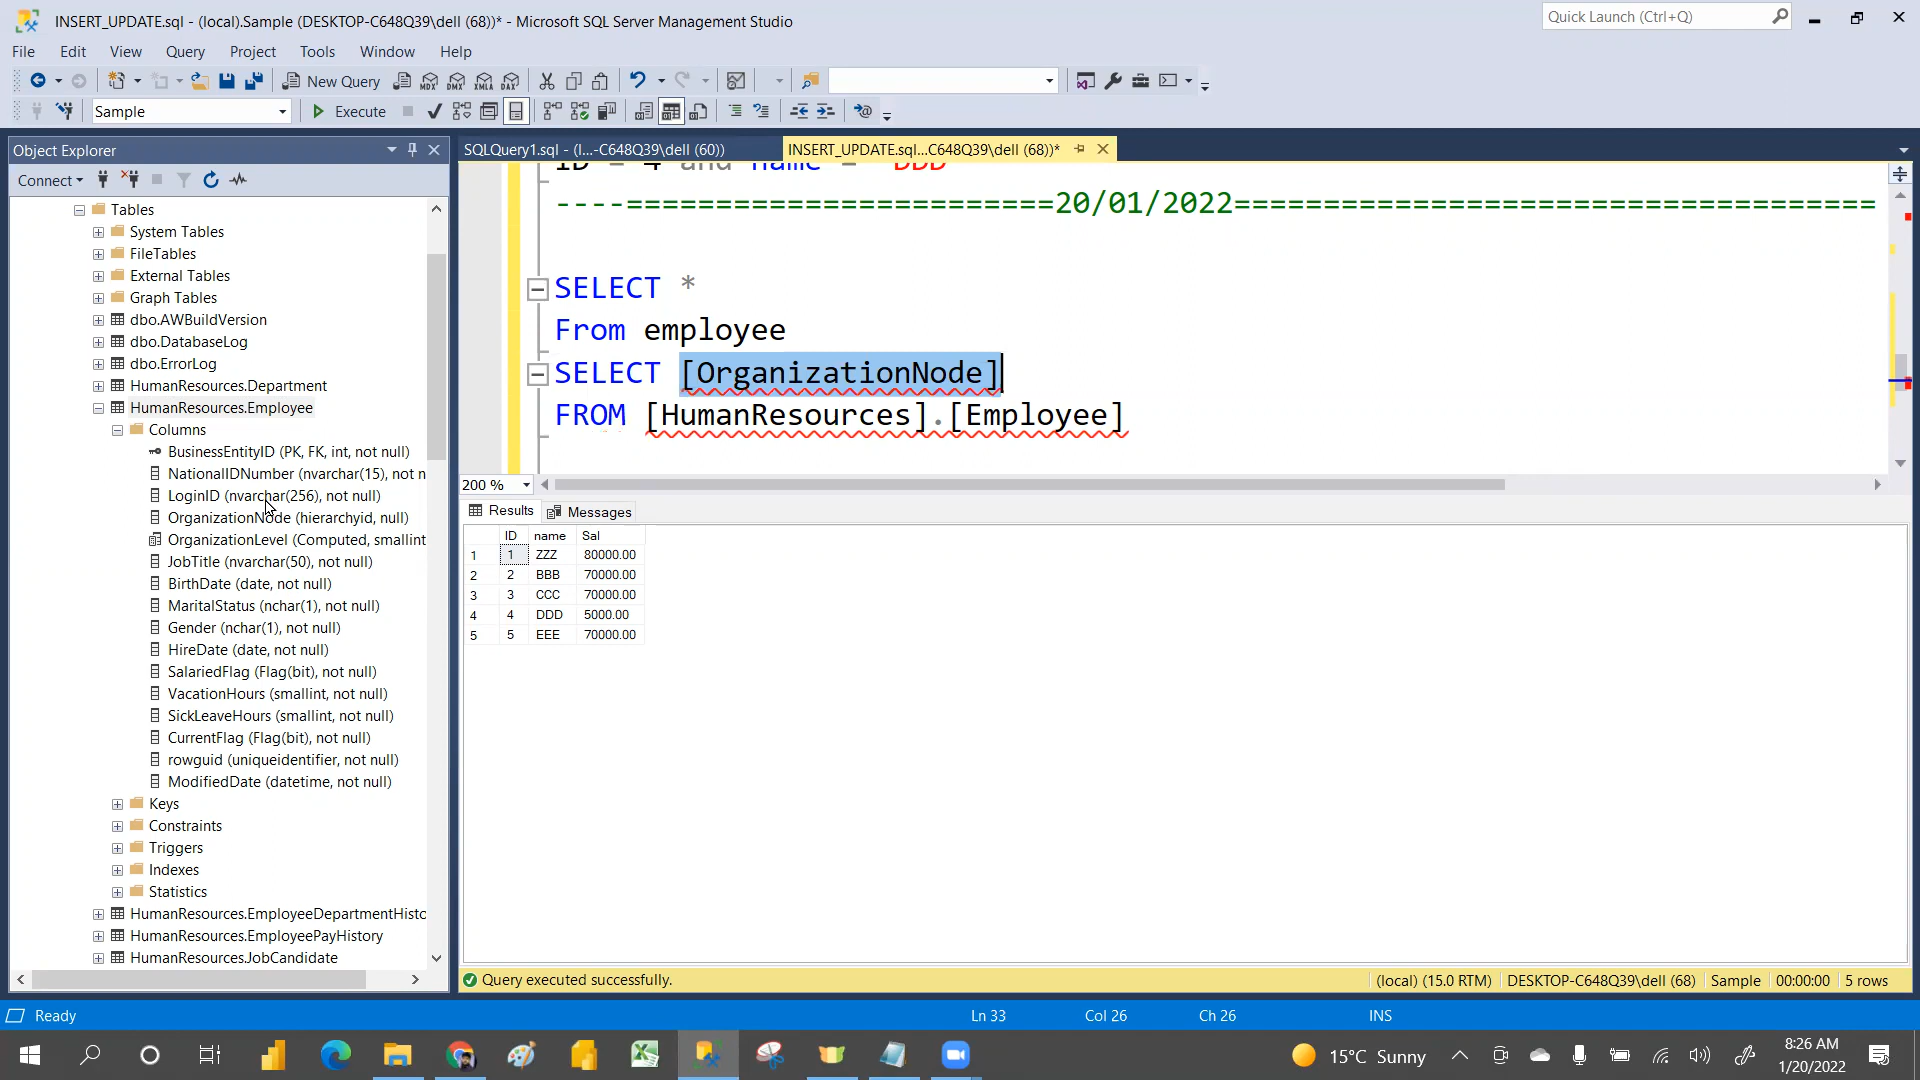 INSERT_UPDATE.sql - (local).Sample (DESKTOP-C648Q39\dell (68))* - Microsoft SQL Server Management Studio
Quick Launch (Ctrl+Q)
File Edit View Query Project Tools Window Help
New Query
MDX DMX XMLA DAX
Sample
Execute
Object Explorer
SQLQuery1.sql - (l...-C648Q39\dell (60))
INSERT_UPDATE.sql...C648Q39\dell (68))*
Connect
Tables
System Tables
FileTables
External Tables
Graph Tables
dbo.AWBuildVersion
dbo.DatabaseLog
dbo.ErrorLog
HumanResources.Department
HumanResources.Employee
Columns
BusinessEntityID (PK, FK, int, not null)
NationalIDNumber (nvarchar(15), not n
LoginID (nvarchar(256), not null)
OrganizationNode (hierarchyid, null)
OrganizationLevel (Computed, smallint
JobTitle (nvarchar(50), not null)
BirthDate (date, not null)
MaritalStatus (nchar(1), not null)
Gender (nchar(1), not null)
HireDate (date, not null)
SalariedFlag (Flag(bit), not null)
VacationHours (smallint, not null)
SickLeaveHours (smallint, not null)
CurrentFlag (Flag(bit), not null)
rowguid (uniqueidentifier, not null)
ModifiedDate (datetime, not null)
Keys
Constraints
Triggers
Indexes
Statistics
HumanResources.EmployeeDepartmentHisto
HumanResources.EmployeePayHistory
HumanResources.JobCandidate
ID = 4 and name = 'DDD'
----========================20/01/2022====================================
SELECT *
From employee
SELECT [OrganizationNode]
FROM [HumanResources].[Employee]
200 %
Results Messages
ID name Sal
1 1 ZZZ 80000.00
2 2 BBB 70000.00
3 3 CCC 70000.00
4 4 DDD 5000.00
5 5 EEE 70000.00
Query executed successfully.
(local) (15.0 RTM) DESKTOP-C648Q39\dell (68) Sample 00:00:00 5 rows
Ready
Ln 33 Col 26 Ch 26 INS
15°C Sunny
8:26 AM
1/20/2022